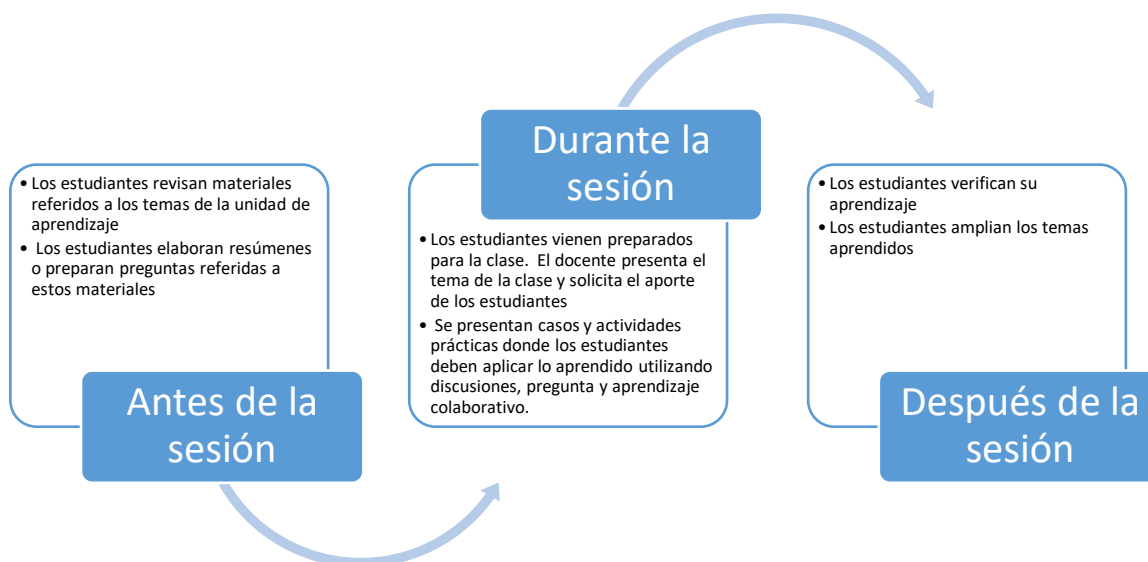 • Los estudiantes revisan materiales
referidos a los temas de la unidad de
aprendizaje
• Los estudiantes elaboran resúmenes
o preparan preguntas referidas a
estos materiales
Antes de la
sesión
Durante la
sesión
• Los estudiantes vienen preparados
para la clase. El docente presenta el
tema de la clase y solicita el aporte
de los estudiantes
• Se presentan casos y actividades
prácticas donde los estudiantes
deben aplicar lo aprendido utilizando
discusiones, pregunta y aprendizaje
colaborativo.
• Los estudiantes verifican su
aprendizaje
• Los estudiantes amplian los temas
aprendidos
Después de la
sesión